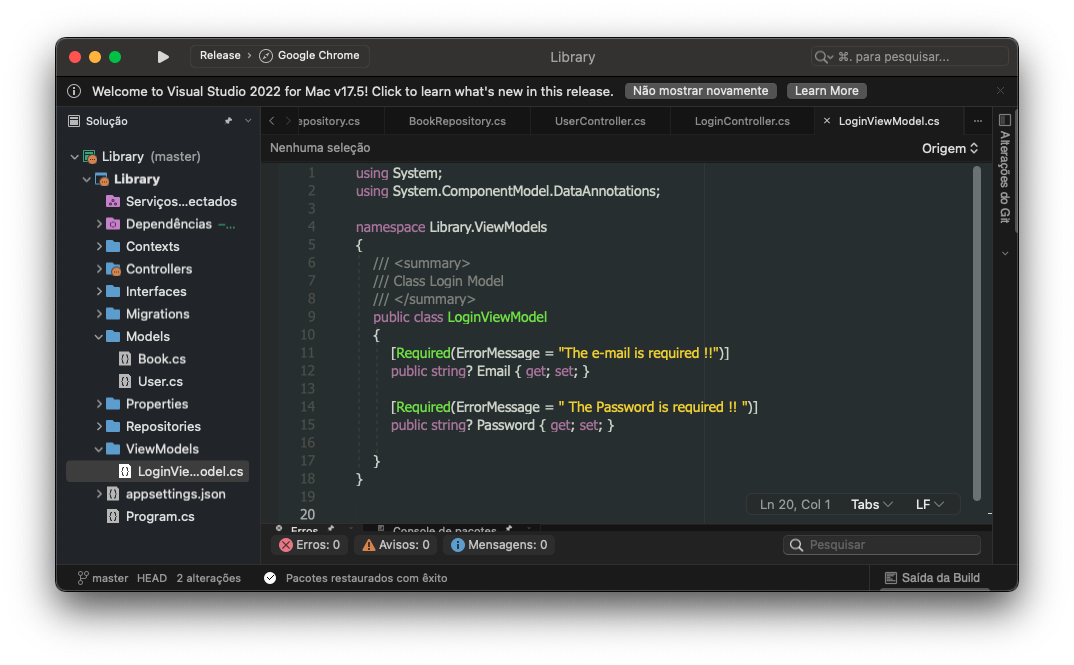 Release › Google Chrome
Library
⌘. para pesquisar...
Welcome to Visual Studio 2022 for Mac v17.5! Click to learn what's new in this release.
Não mostrar novamente
Learn More
Solução
epository.cs
BookRepository.cs
UserController.cs
LoginController.cs
LoginViewModel.cs
Nenhuma seleção
Origem
Alterações do Git
Library (master)
Library
Serviços...ectados
Dependências –...
Contexts
Controllers
Interfaces
Migrations
Models
Book.cs
User.cs
Properties
Repositories
ViewModels
LoginVie...odel.cs
appsettings.json
Program.cs
1 using System;
2 using System.ComponentModel.DataAnnotations;
3
4 namespace Library.ViewModels
5 {
6 /// <summary>
7 /// Class Login Model
8 /// </summary>
9 public class LoginViewModel
10 {
11 [Required(ErrorMessage = "The e-mail is required !!")]
12 public string? Email { get; set; }
13
14 [Required(ErrorMessage = " The Password is required !! ")]
15 public string? Password { get; set; }
16
17 }
18 }
19
20
Ln 20, Col 1
Tabs
LF
Erros
Console de pacotes
Erros: 0
Avisos: 0
Mensagens: 0
Pesquisar
master HEAD 2 alterações
Pacotes restaurados com êxito
Saída da Build